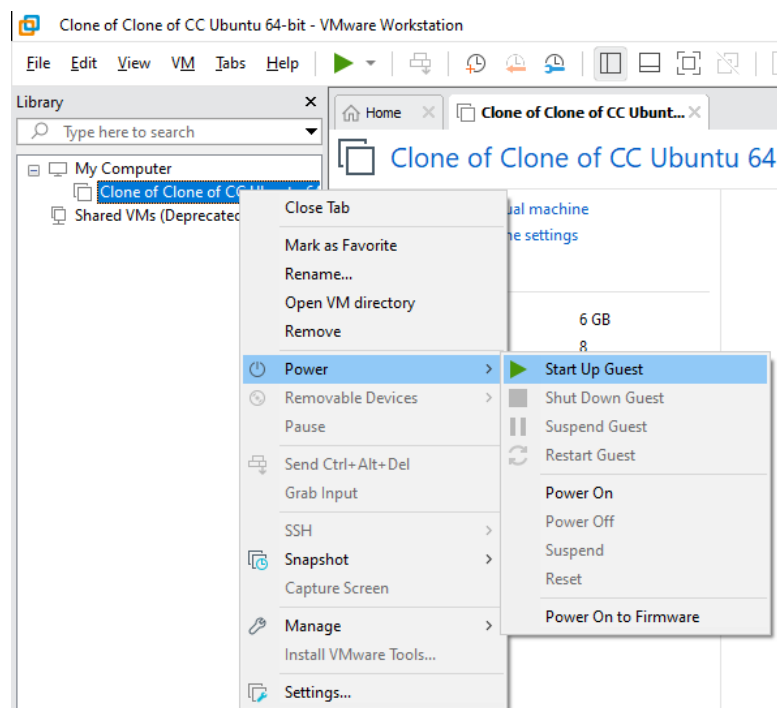 Clone of Clone of CC Ubuntu 64-bit - VMware Workstation
File Edit View VM Tabs Help
Library
Home
Clone of Clone of CC Ubunt...
Type here to search
Clone of Clone of CC Ubuntu 64
My Computer
Clone of Clone of CC Ubuntu 64
Shared VMs (Deprecated
Close Tab
ual machine
Mark as Favorite
ne settings
Rename...
Open VM directory
6 GB
Remove
8
Power
Start Up Guest
Removable Devices
Shut Down Guest
Pause
Suspend Guest
Restart Guest
Send Ctrl+Alt+Del
Grab Input
Power On
Power Off
SSH
Suspend
Snapshot
Reset
Capture Screen
Power On to Firmware
Manage
Install VMware Tools...
Settings...